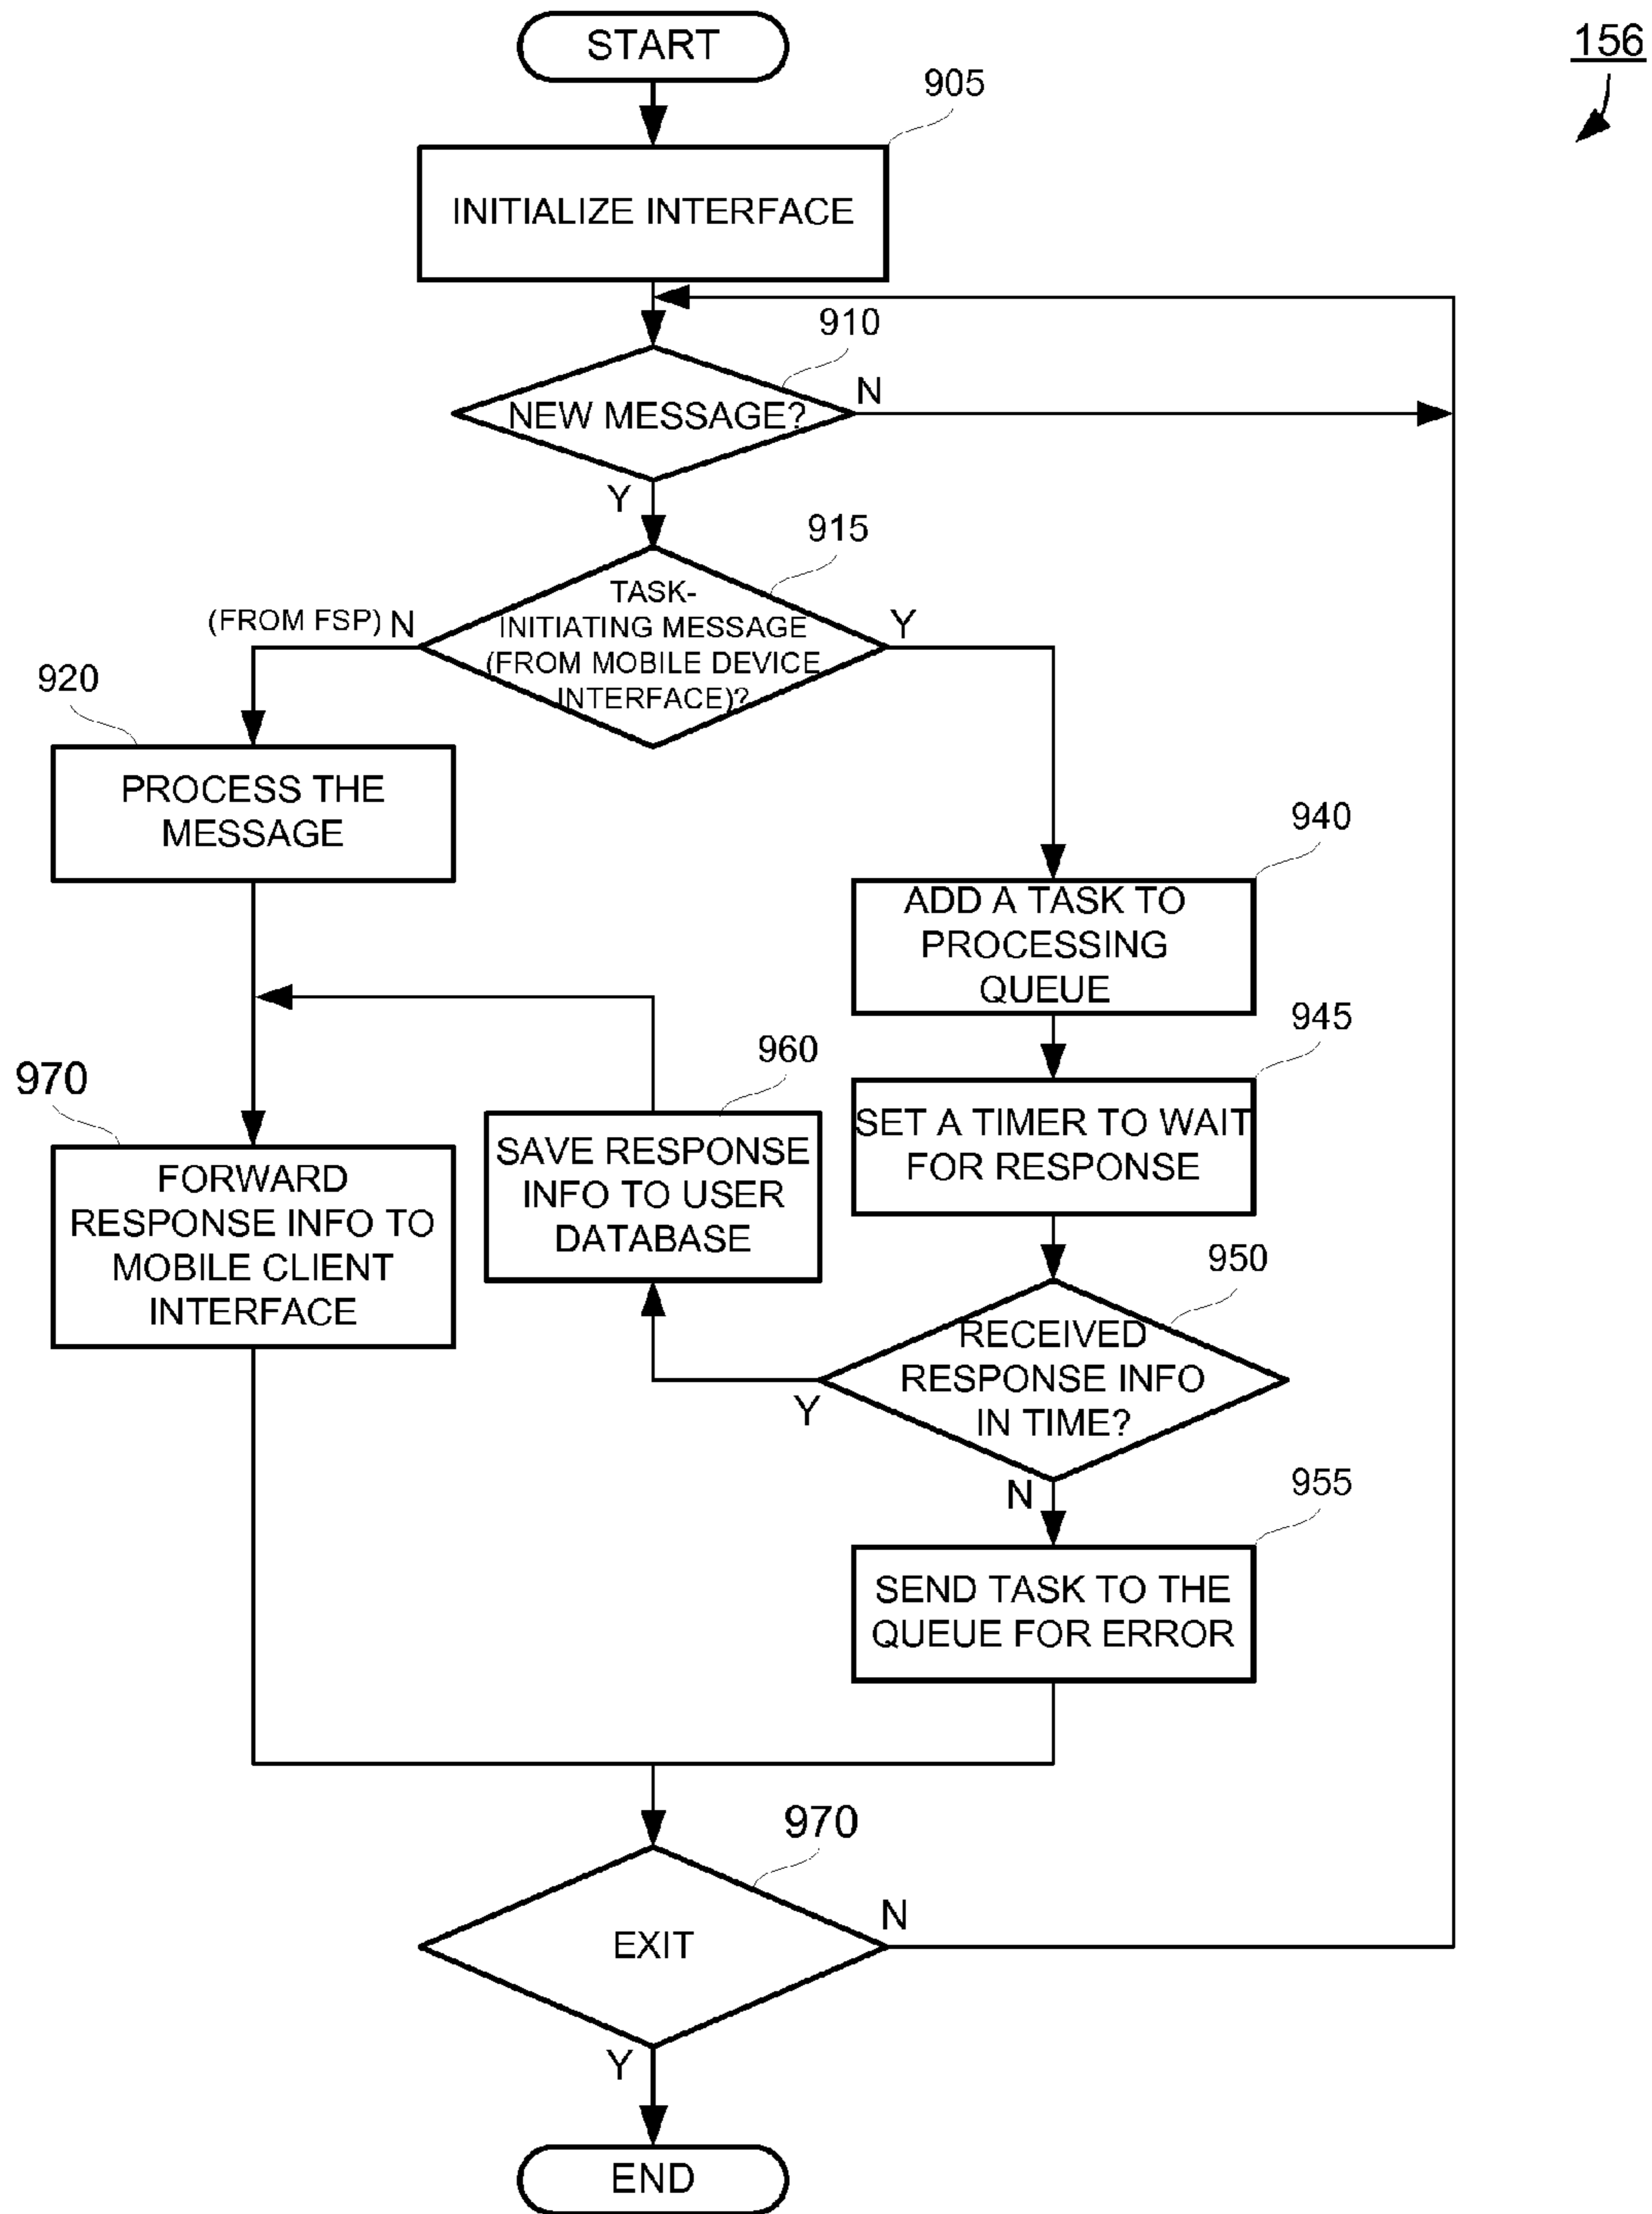 START
156
905
INITIALIZE INTERFACE
910
NEW MESSAGE?
N
Y
915
TASK-
INITIATING MESSAGE
(FROM MOBILE DEVICE
INTERFACE)?
(FROM FSP) N
Y
920
PROCESS THE
MESSAGE
940
ADD A TASK TO
PROCESSING
QUEUE
945
SET A TIMER TO WAIT
FOR RESPONSE
960
SAVE RESPONSE
INFO TO USER
DATABASE
970
FORWARD
RESPONSE INFO TO
MOBILE CLIENT
INTERFACE
950
RECEIVED
RESPONSE INFO
IN TIME?
Y
N
955
SEND TASK TO THE
QUEUE FOR ERROR
970
EXIT
N
Y
END